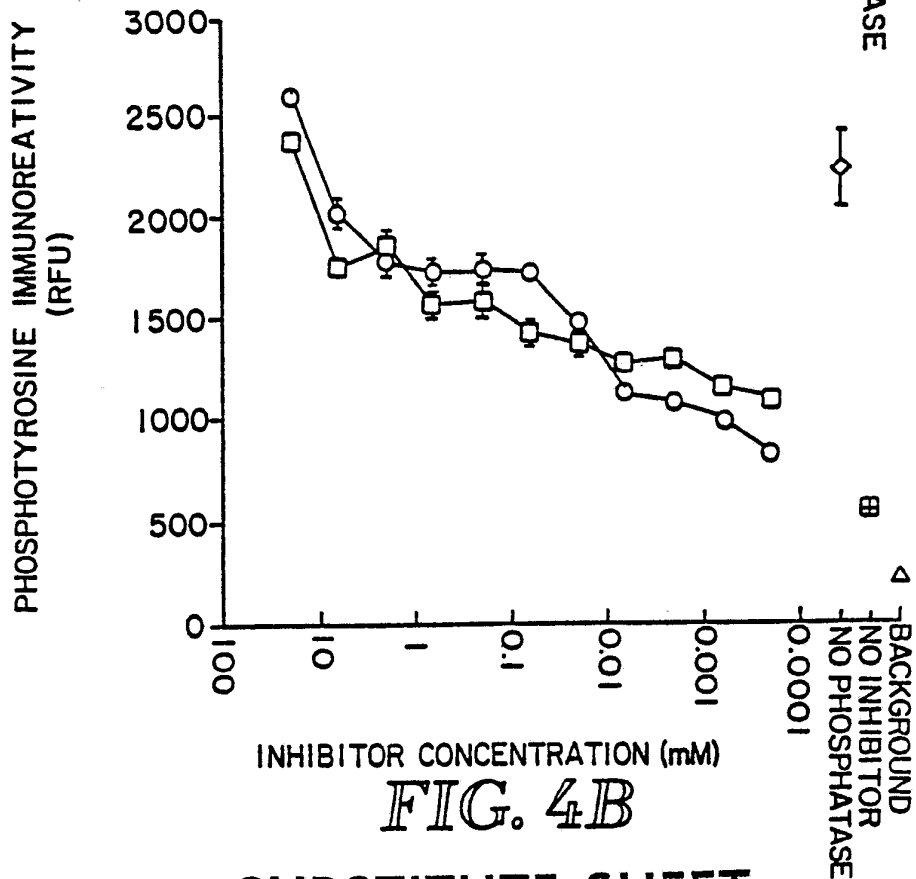 ASE
PHOSPHOTYROSINE IMMUNOREATIVITY
(RFU)
3000
2500
2000
1500
1000
500
0
100
10
1
0.1
0.01
0.001
0.0001
NO PHOSPHATASE
NO INHIBITOR
BACKGROUND
INHIBITOR CONCENTRATION (mM)
FIG. 4B